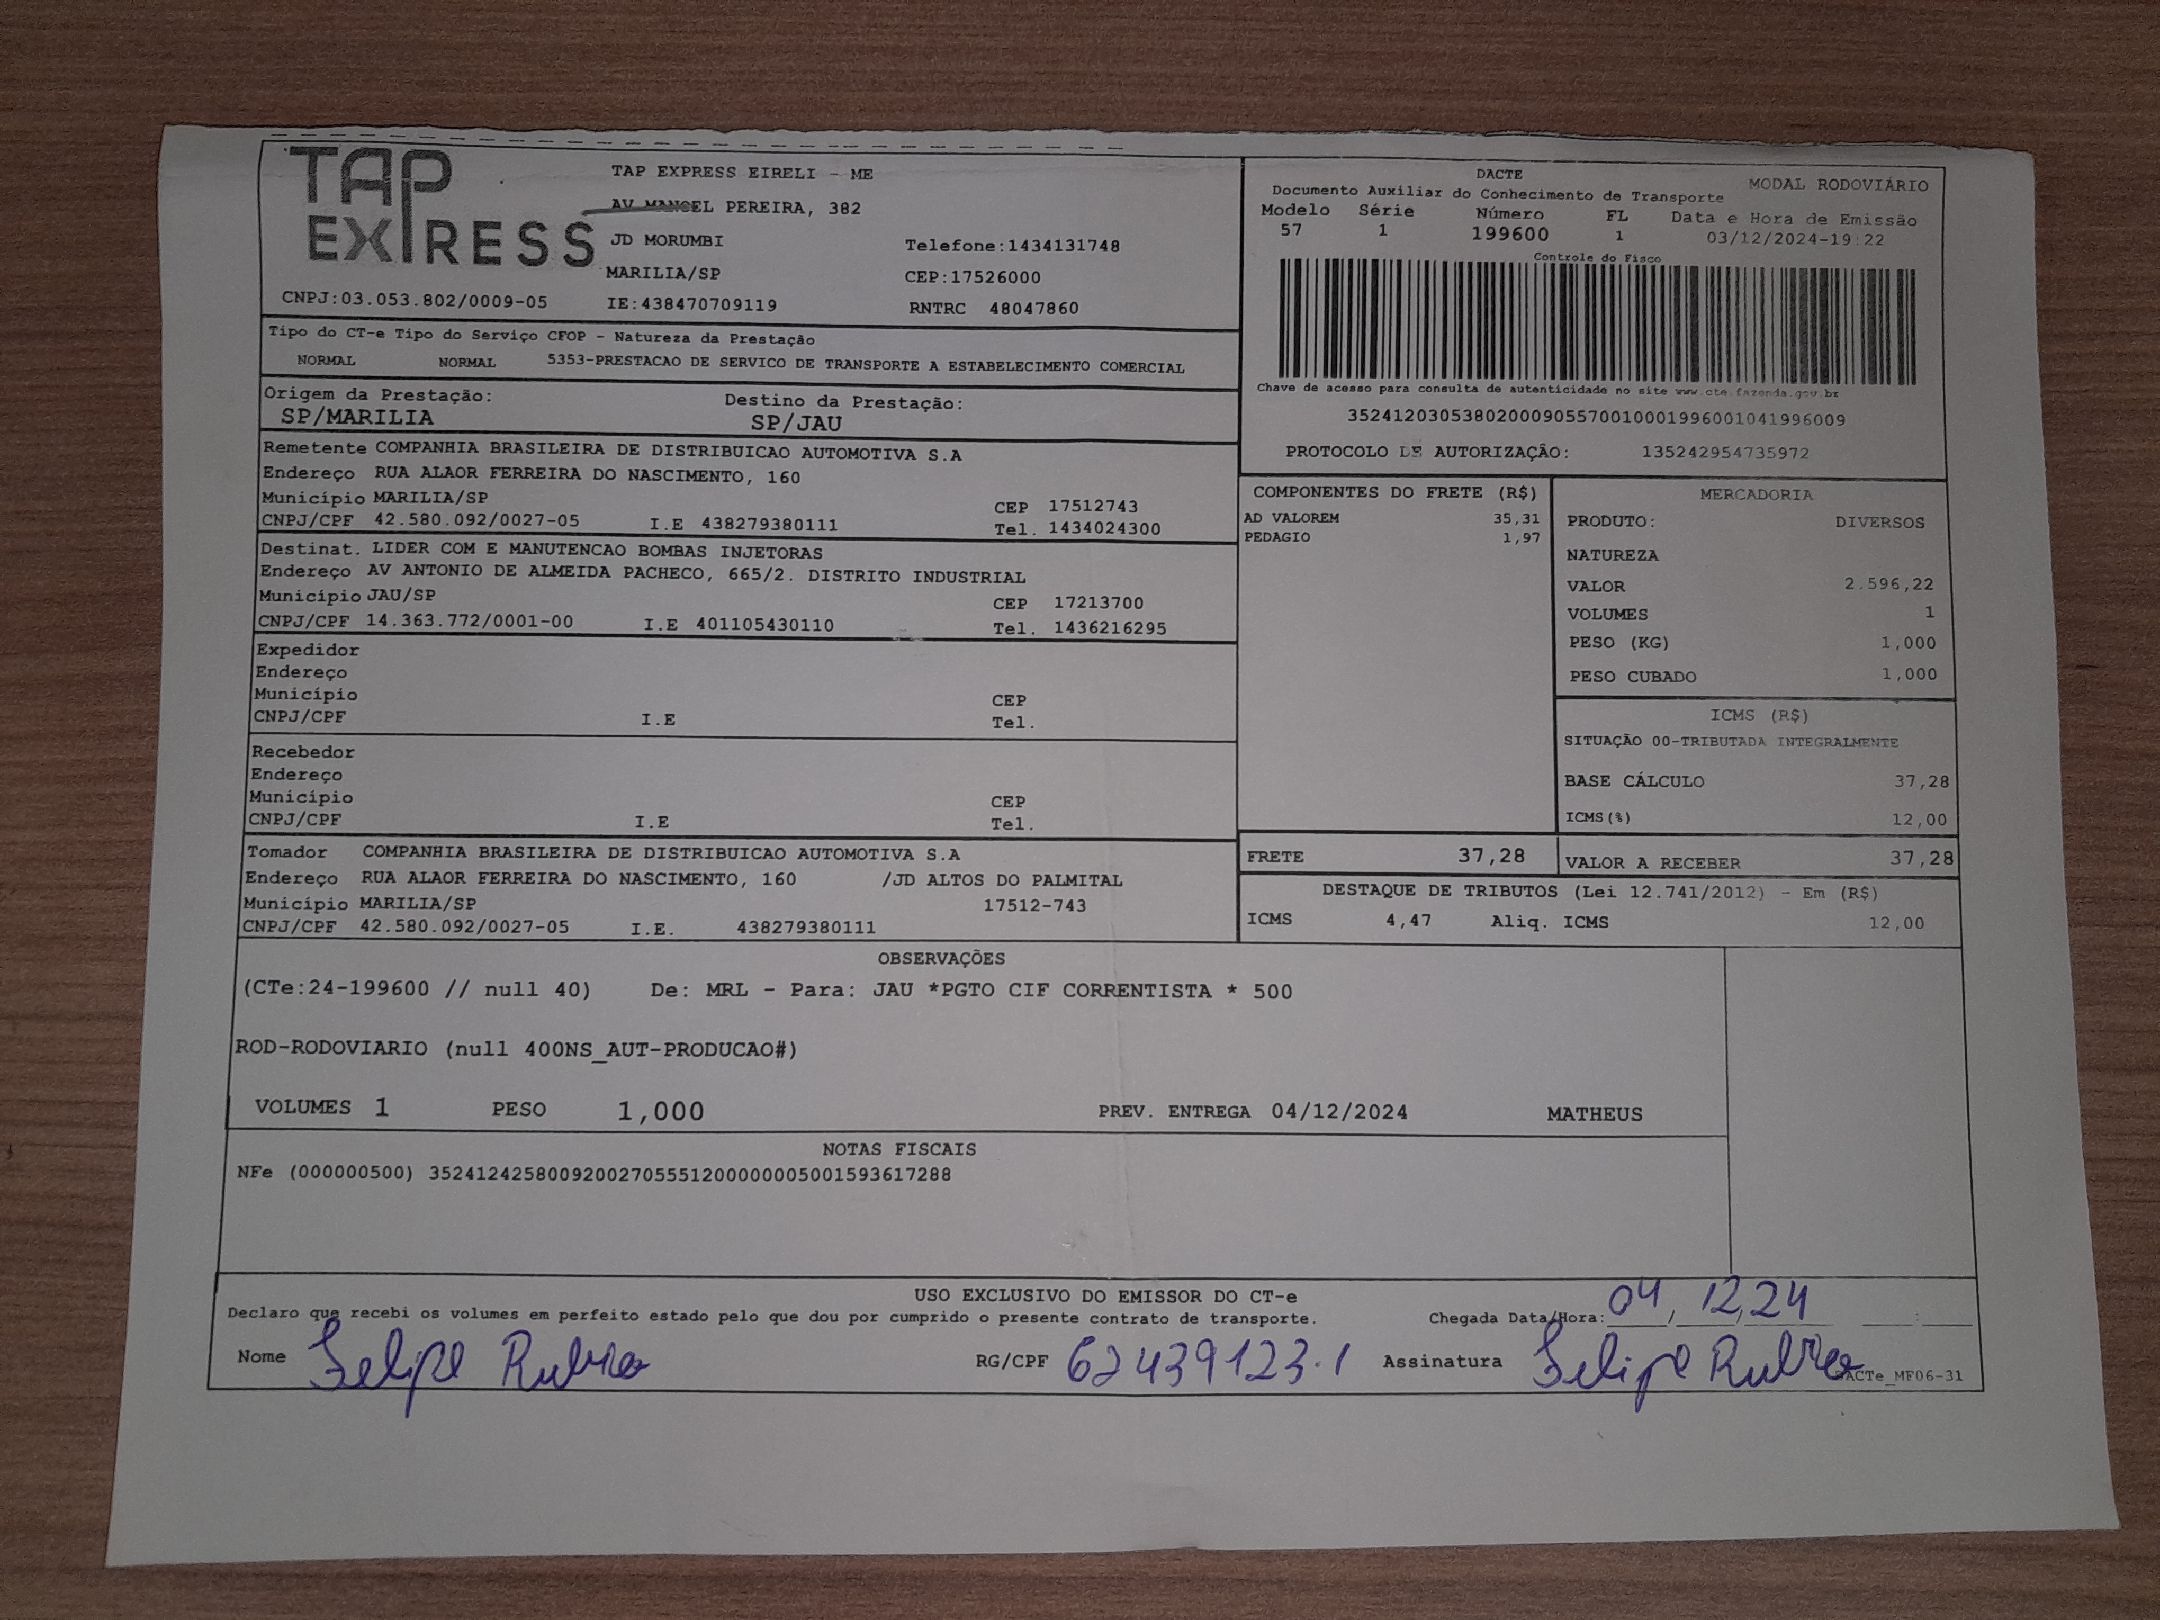 TAP EXPRESS
TAP EXPRESS EIRELI - ME
AV MANOEL PEREIRA, 382
JD MORUMBI
Telefone:1434131748
MARILIA/SP
CEP:17526000
CNPJ:03.053.802/0009-05 IE:438470709119 RNTRC 48047860
DACTE
MODAL RODOVIÁRIO
Documento Auxiliar do Conhecimento de Transporte
Modelo Série Número FL Data e Hora de Emissão
57 1 199600 1 03/12/2024-19:22
Controle do Fisco
Chave de acesso para consulta de autenticidade no site www.cte.fazenda.gov.br
35241203053802000905570010001996001041996009
PROTOCOLO DE AUTORIZAÇÃO: 135242954735972
Tipo do CT-e Tipo do Serviço CFOP - Natureza da Prestação
NORMAL NORMAL 5353-PRESTACAO DE SERVICO DE TRANSPORTE A ESTABELECIMENTO COMERCIAL
Origem da Prestação: Destino da Prestação:
SP/MARILIA SP/JAU
Remetente COMPANHIA BRASILEIRA DE DISTRIBUICAO AUTOMOTIVA S.A
Endereço RUA ALAOR FERREIRA DO NASCIMENTO, 160
Município MARILIA/SP CEP 17512743
CNPJ/CPF 42.580.092/0027-05 I.E 438279380111 Tel. 1434024300
Destinat. LIDER COM E MANUTENCAO BOMBAS INJETORAS
Endereço AV ANTONIO DE ALMEIDA PACHECO, 665/2. DISTRITO INDUSTRIAL
Município JAU/SP CEP 17213700
CNPJ/CPF 14.363.772/0001-00 I.E 401105430110 Tel. 1436216295
Expedidor
Endereço
Município CEP
CNPJ/CPF I.E Tel.
Recebedor
Endereço
Município CEP
CNPJ/CPF I.E Tel.
Tomador COMPANHIA BRASILEIRA DE DISTRIBUICAO AUTOMOTIVA S.A
Endereço RUA ALAOR FERREIRA DO NASCIMENTO, 160 /JD ALTOS DO PALMITAL
Município MARILIA/SP 17512-743
CNPJ/CPF 42.580.092/0027-05 I.E. 438279380111
COMPONENTES DO FRETE (R$)
AD VALOREM 35,31
PEDAGIO 1,97
MERCADORIA
PRODUTO: DIVERSOS
NATUREZA
VALOR 2.596,22
VOLUMES 1
PESO (KG) 1,000
PESO CUBADO 1,000
ICMS (R$)
SITUAÇÃO 00-TRIBUTADA INTEGRALMENTE
BASE CÁLCULO 37,28
ICMS(%) 12,00
FRETE 37,28 VALOR A RECEBER 37,28
DESTAQUE DE TRIBUTOS (Lei 12.741/2012) - Em (R$)
ICMS 4,47 Aliq. ICMS 12,00
OBSERVAÇÕES
(CTe:24-199600 // null 40) De: MRL - Para: JAU *PGTO CIF CORRENTISTA * 500
ROD-RODOVIARIO (null 400NS_AUT-PRODUCAO#)
VOLUMES 1 PESO 1,000 PREV. ENTREGA 04/12/2024 MATHEUS
NOTAS FISCAIS
NFe (000000500) 35241242580092002705551200000005001593617288
USO EXCLUSIVO DO EMISSOR DO CT-e
Declaro que recebi os volumes em perfeito estado pelo que dou por cumprido o presente contrato de transporte. Chegada Data/Hora: 04/12/24
Nome Felipe Rubio RG/CPF 62439123.1 Assinatura Felipe Rubio
DACTe_MF06-31